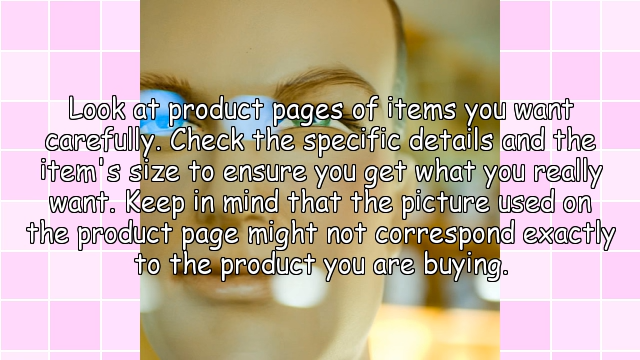 Look at product pages of items you want
carefully. Check the specific details and the
item's size to ensure you get what you really
want. Keep in mind that the picture used on
the product page might not correspond exactly
to the product you are buying.